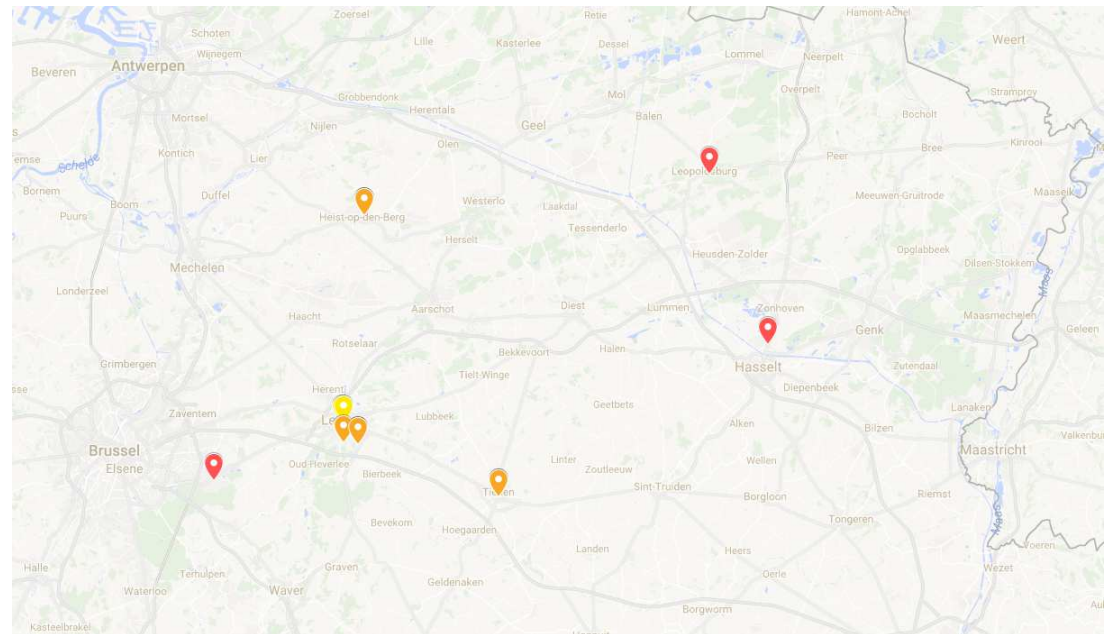 Zoersel
Retie
Hamont-Achel
Schoten
Lille
Kasterlee
Dessel
Weert
Wijnegem
Lommel
Neerpelt
Antwerpen
Beveren
Overpelt
Stramproy
Grobbendonk
Herentals
Mol
Mortsel
Balen
Bocholt
Nijlen
Geel
Olen
Kontich
Lier
Peer
Bree
Kinrooi
Schelde
Leopoldsburg
Bornem
Duffel
Westerlo
Meeuwen-Gruitrode
Maaseik
Boom
Laakdal
Puurs
Heist-op-den-Berg
Tessenderlo
Herselt
Opglabbeek
Heusden-Zolder
Dilsen-Stokkem
Mechelen
Maas
Londerzeel
Aarschot
Diest
Lummen
Zonhoven
Haacht
Maasmechelen
Genk
Geleen
Rotselaar
Halen
Bekkevoort
Hasselt
Zutendaal
Grimbergen
Tielt-Winge
Diepenbeek
Herent
Geetbets
Lanaken
Zaventem
Lubbeek
Alken
Bilzen
Brussel
Maastricht
Elsene
Oud-Heverlee
Bierbeek
Linter
Zoutleeuw
Wellen
Sint-Truiden
Borgloon
Riemst
Maas
Bevekom
Hoegaarden
Tongeren
Landen
Heers
Voeren
Halle
Graven
Terhulpen
Geldenaken
Oerle
Wezet
Waterloo
Waver
Borgworm
Kasteelbrakel